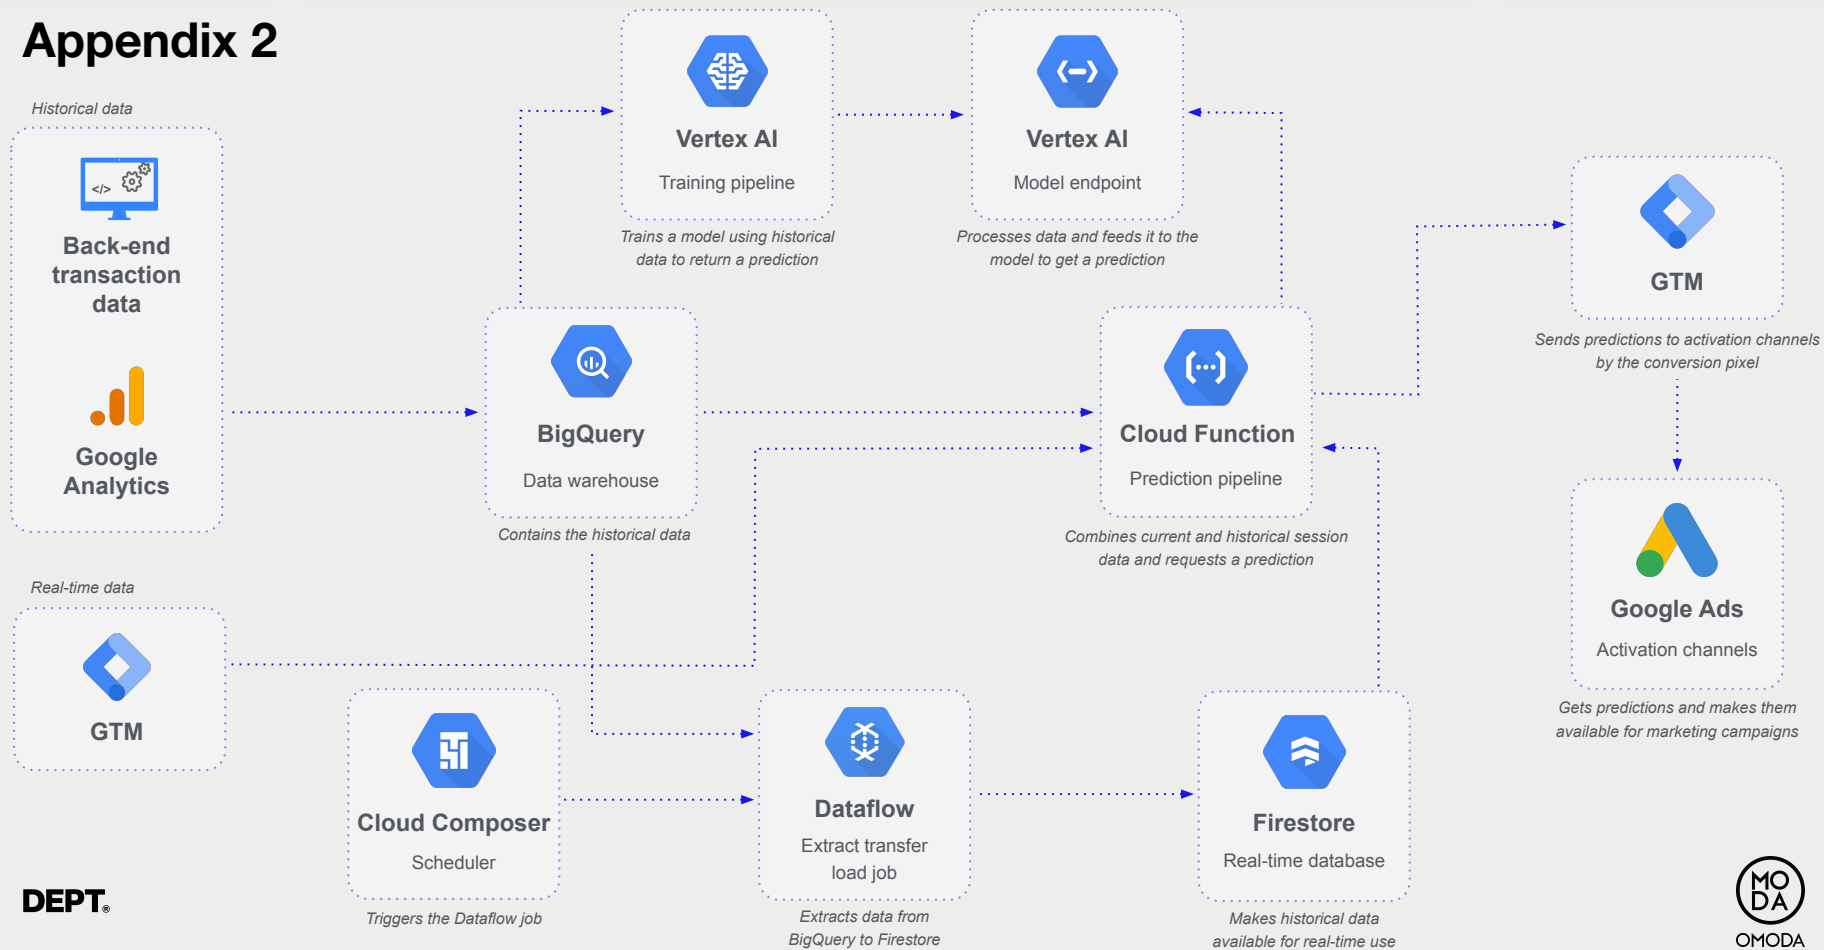 Appendix 2
Historical data
</>
Back-end
transaction
data
Google
Analytics
Real-time data
GTM
Vertex AI
Training pipeline
Trains a model using historical
data to return a prediction
Vertex AI
Model endpoint
Processes data and feeds it to the
model to get a prediction
BigQuery
Data warehouse
Contains the historical data
Cloud Function
Prediction pipeline
Combines current and historical session
data and requests a prediction
GTM
Sends predictions to activation channels
by the conversion pixel
Google Ads
Activation channels
Gets predictions and makes them
available for marketing campaigns
Cloud Composer
Scheduler
Triggers the Dataflow job
Dataflow
Extract transfer
load job
Extracts data from
BigQuery to Firestore
Firestore
Real-time database
Makes historical data
available for real-time use
DEPT®
MO
DA
OMODA